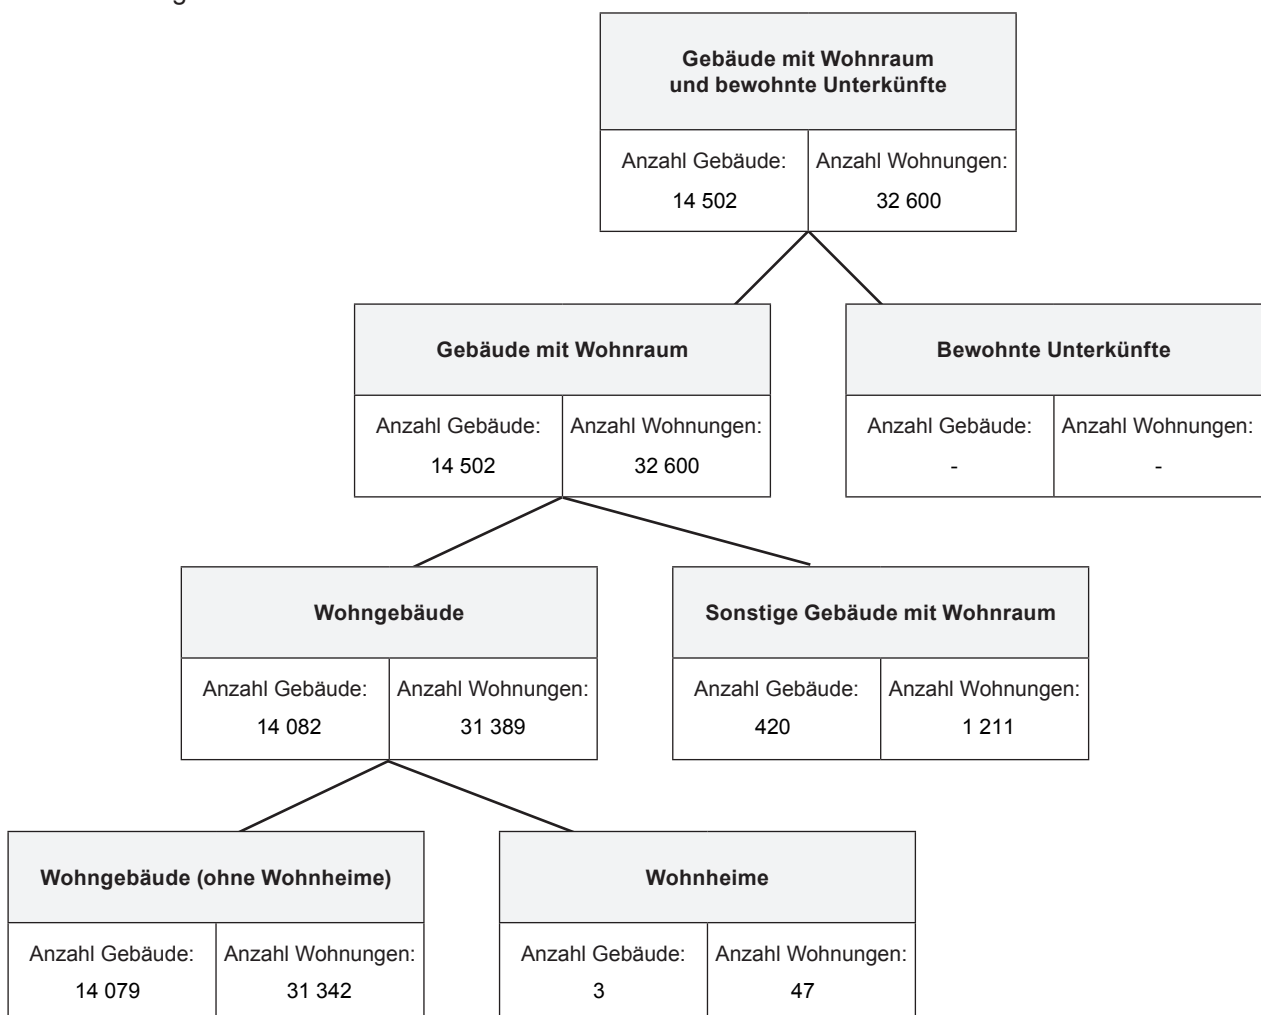 g
Gebäude mit Wohnraum
und bewohnte Unterkünfte
Anzahl Gebäude: Anzahl Wohnungen:
14 502 32 600
Gebäude mit Wohnraum Bewohnte Unterkünfte
Anzahl Gebäude: Anzahl Wohnungen: Anzahl Gebäude: Anzahl Wohnungen:
14 502 32 600 - -
Wohngebäude Sonstige Gebäude mit Wohnraum
Anzahl Gebäude: Anzahl Wohnungen: Anzahl Gebäude: Anzahl Wohnungen:
14 082 31 389 420 1 211
Wohngebäude (ohne Wohnheime) Wohnheime
Anzahl Gebäude: Anzahl Wohnungen: Anzahl Gebäude: Anzahl Wohnungen:
14 079 31 342 3 47